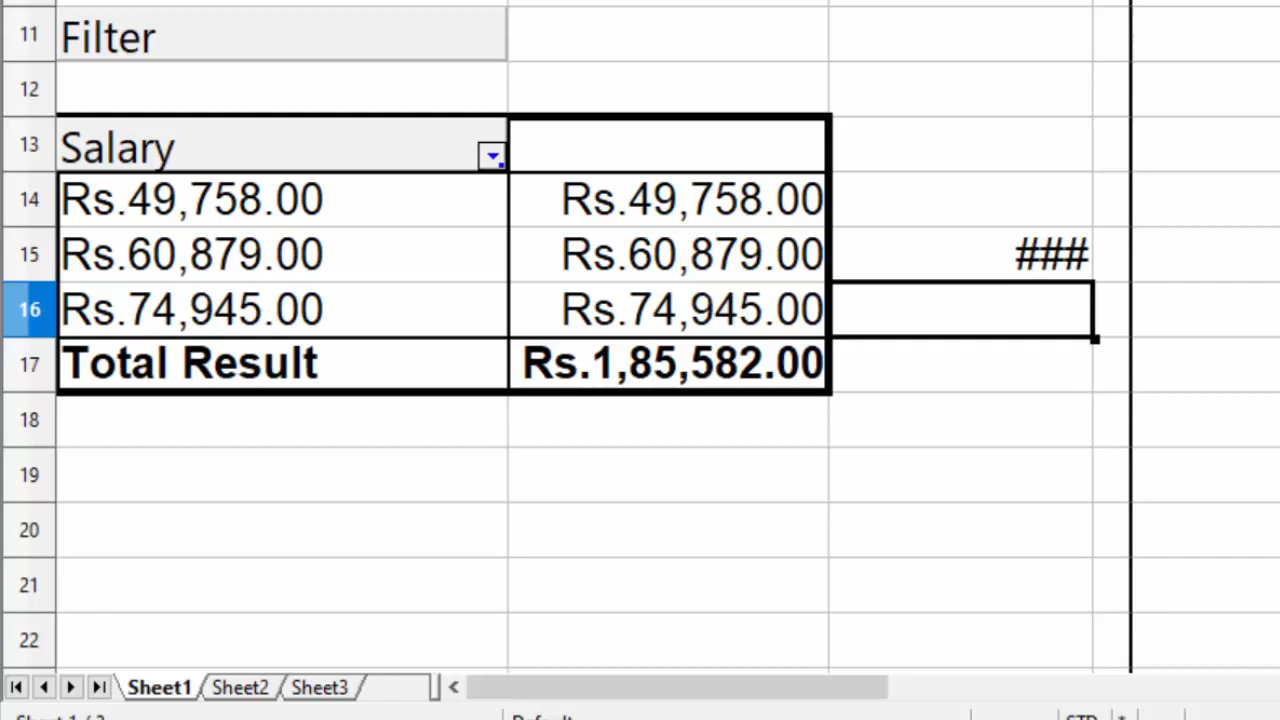 11 Filter
12
13 Salary
14 Rs.49,758.00 Rs.49,758.00
15 Rs.60,879.00 Rs.60,879.00 ###
16 Rs.74,945.00 Rs.74,945.00
17 Total Result Rs.1,85,582.00
18
19
20
21
22
Sheet1 Sheet2 Sheet3